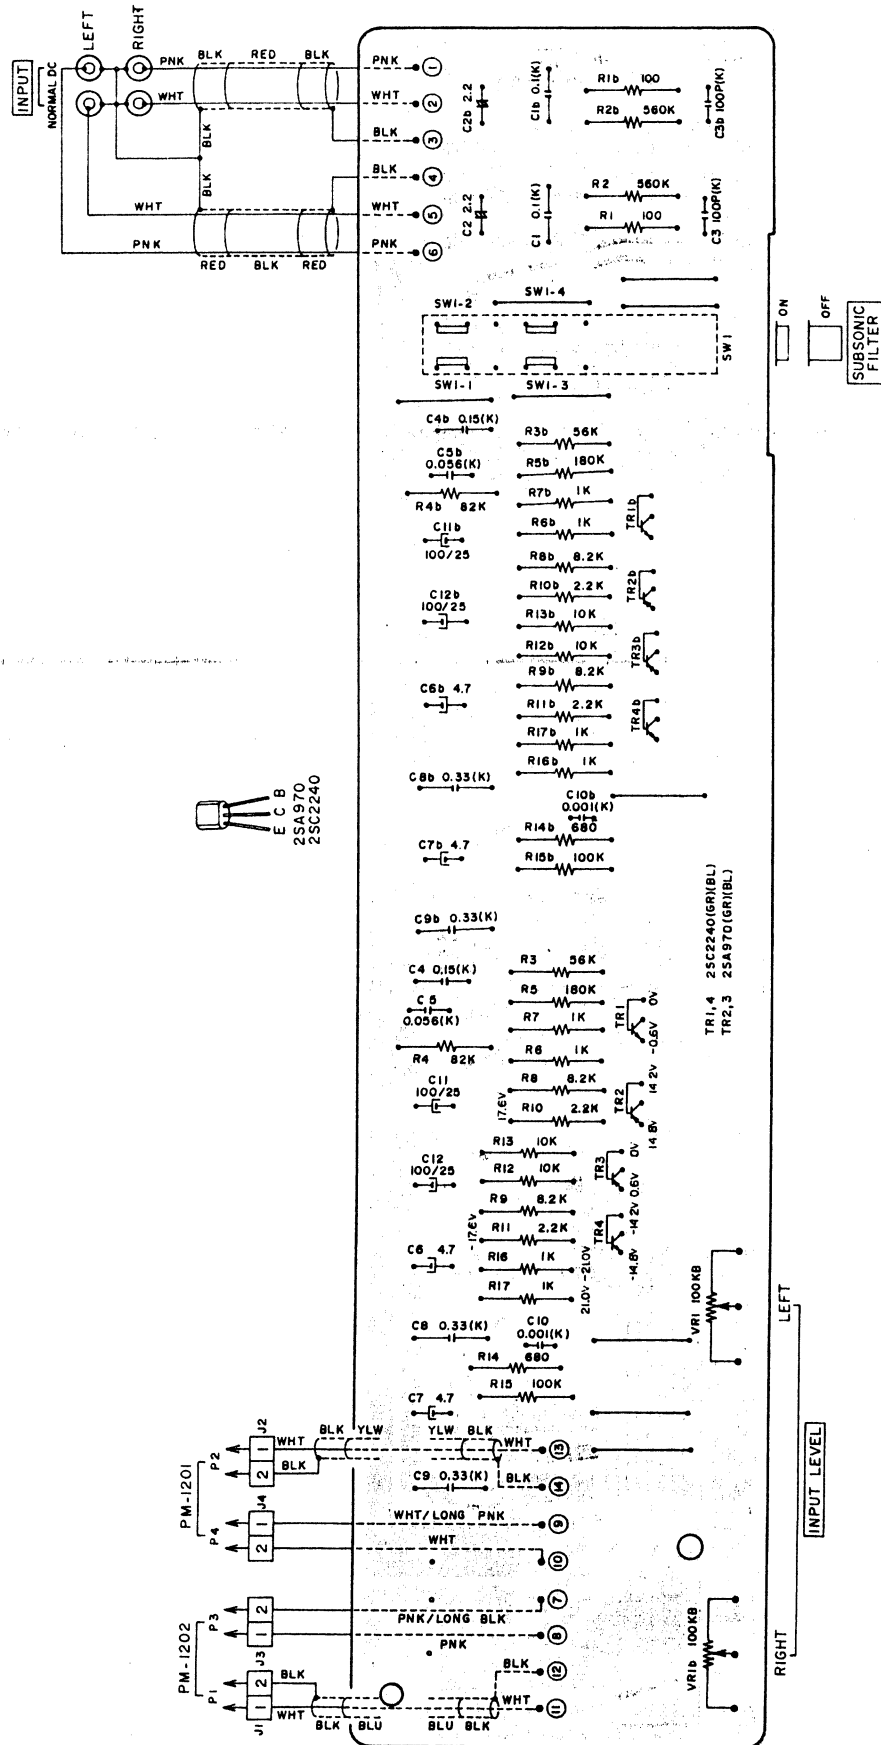 INPUT
NORMAL DC
LEFT
RIGHT
PNK
BLK
RED
BLK
PNK
1
WHT
WHT
2
BLK
BLK
3
BLK
BLK
4
WHT
WHT
5
PNK
PNK
6
RED
BLK
RED
C2b 2.2
C1b 0.1(K)
R1b 100
R2b 560K
C3b 100P(K)
C2 2.2
C1 0.1(K)
R2 560K
R1 100
C3 100P(K)
SW1-2
SW1-4
SW1-1
SW1-3
SW1
ON
OFF
SUBSONIC
FILTER
C4b 0.15(K)
C5b
0.056(K)
R4b 82K
C11b
100/25
C12b
100/25
C6b 4.7
C8b 0.33(K)
C7b 4.7
C9b 0.33(K)
R3b 56K
R5b 180K
R7b 1K
R6b 1K
R8b 8.2K
R10b 2.2K
R13b 10K
R12b 10K
R9b 8.2K
R11b 2.2K
R17b 1K
R16b 1K
C10b
0.001(K)
R14b 680
R15b 100K
TR1b
TR2b
TR3b
TR4b
E C B
2SA970
2SC2240
C4 0.15(K)
C5
0.056(K)
R4 82K
C11
100/25
C12
100/25
C6 4.7
C8 0.33(K)
C7 4.7
C9 0.33(K)
R3 56K
R5 180K
R7 1K
R6 1K
R8 8.2K
17.6V
R10 2.2K
R13 10K
R12 10K
R9 8.2K
-17.6V
R11 2.2K
R16 1K
R17 1K
21.0V -21.0V
C10
0.001(K)
R14 680
R15 100K
TR1
0V
-0.6V
14.2V
TR2
14.8V
TR3
0V
0.6V
-14.2V
TR4
-14.8V
TR1,4 2SC2240(GR)(BL)
TR2,3 2SA970(GR)(BL)
VR1 100KB
LEFT
INPUT LEVEL
RIGHT
VR1b 100KB
PM-1201
P2
J2
1
2
WHT
BLK
BLK
YLW
YLW
BLK
WHT
13
BLK
14
P4
J4
1
2
WHT/LONG PNK
9
WHT
10
PM-1202
P3
J3
2
1
PNK/LONG BLK
7
PNK
8
P1
J1
2
1
BLK
WHT
BLK
BLU
BLU
BLK
BLK
12
WHT
11